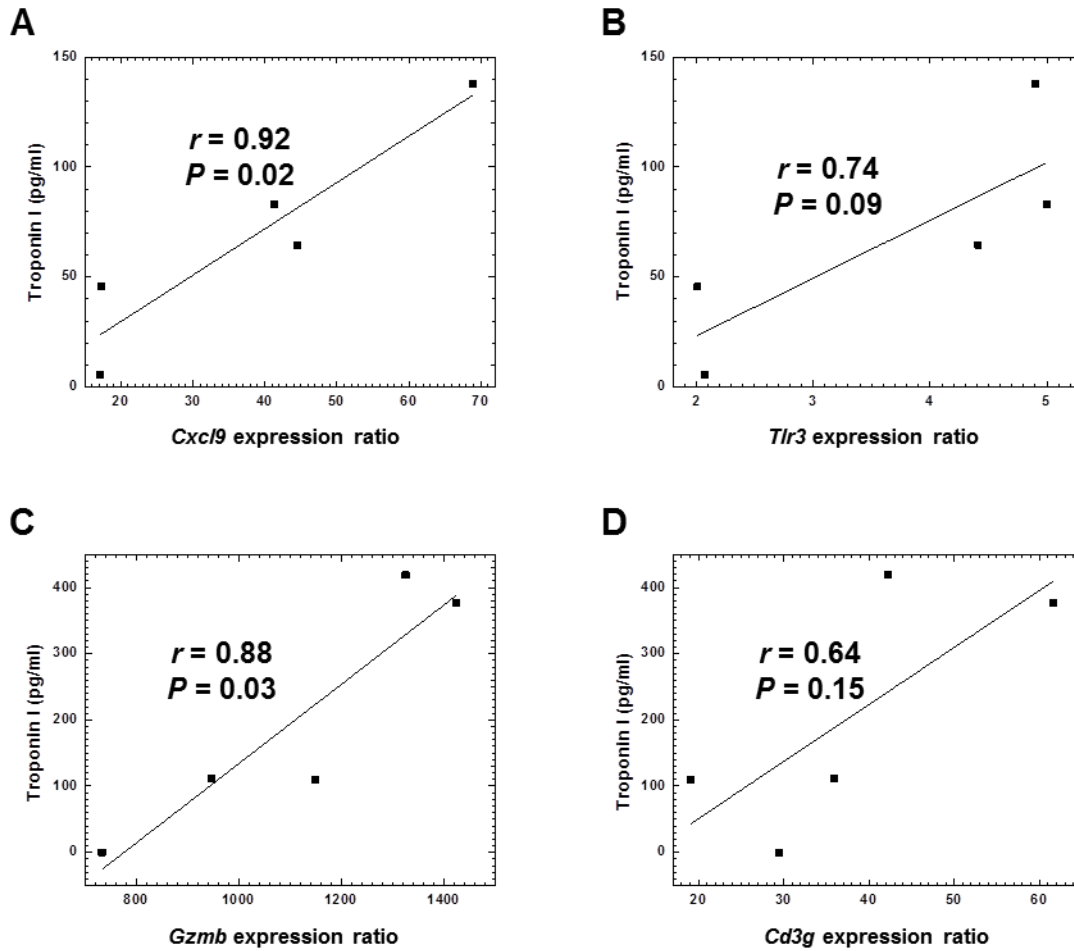 A
Troponin I (pg/ml)
150
100
50
0
r = 0.92
P = 0.02
20 30 40 50 60 70
Cxcl9 expression ratio
B
Troponin I (pg/ml)
150
100
50
0
r = 0.74
P = 0.09
2 3 4 5
Tlr3 expression ratio
C
Troponin I (pg/ml)
400
300
200
100
0
r = 0.88
P = 0.03
800 1000 1200 1400
Gzmb expression ratio
D
Troponin I (pg/ml)
400
300
200
100
0
r = 0.64
P = 0.15
20 30 40 50 60
Cd3g expression ratio